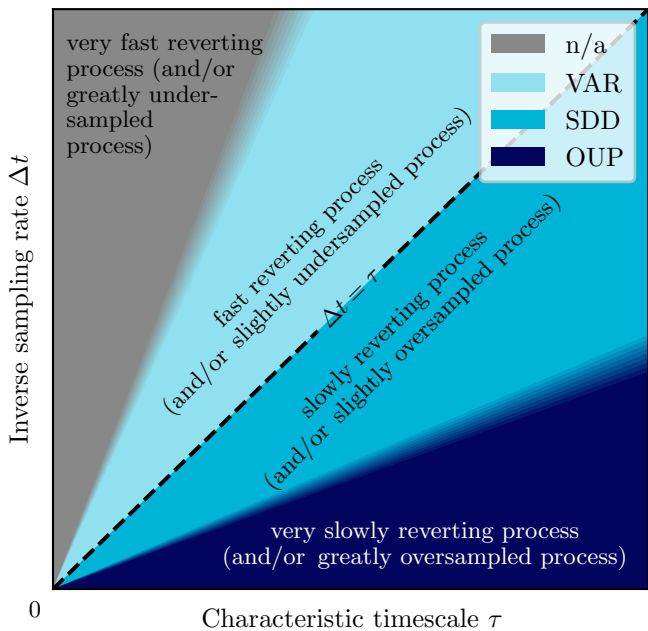 very fast reverting
process (and/or
greatly under-
sampled
process)
n/a
VAR
SDD
OUP
fast reverting process
(and/or slightly undersampled process)
Δt = τ
slowly reverting process
(and/or slightly oversampled process)
very slowly reverting process
(and/or greatly oversampled process)
Inverse sampling rate Δt
0
Characteristic timescale τ